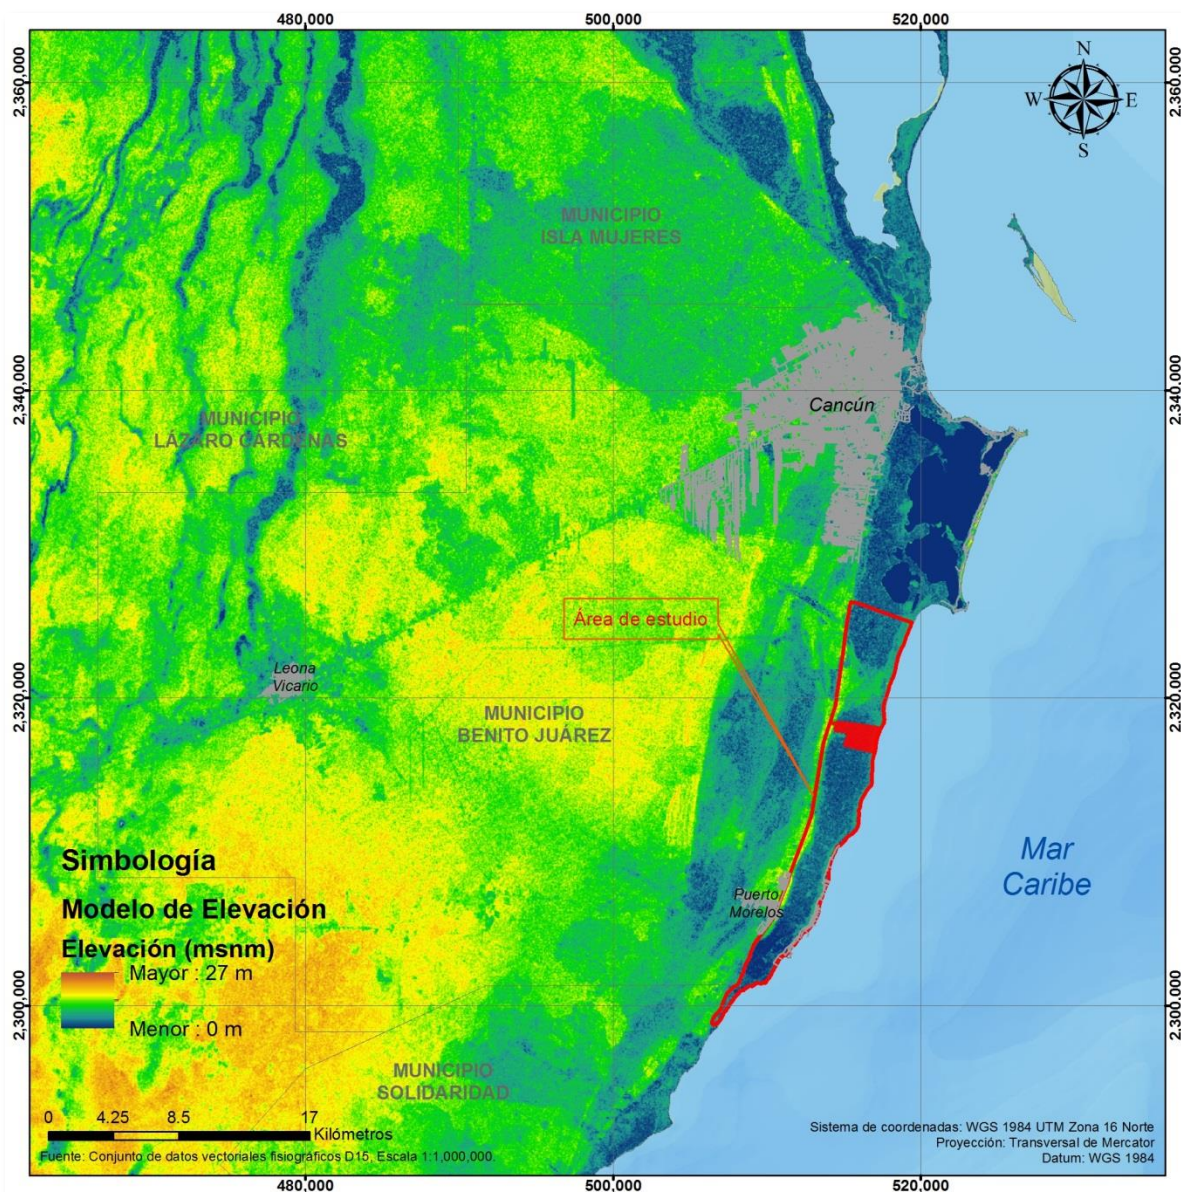 480,000
500,000
520,000
2,360,000
2,360,000
N
W
E
S
MUNICIPIO
ISLA MUJERES
2,340,000
2,340,000
Cancún
MUNICIPIO
LÁZARO CÁRDENAS
Área de estudio
Leona
Vicario
2,320,000
2,320,000
MUNICIPIO
BENITO JUÁREZ
Mar
Caribe
Simbología
Modelo de Elevación
Elevación (msnm)
Mayor : 27 m
Menor : 0 m
Puerto
Morelos
2,300,000
2,300,000
MUNICIPIO
SOLIDARIDAD
0 4.25 8.5 17
Kilómetros
Fuente: Conjunto de datos vectoriales fisiográficos D15, Escala 1:1,000,000.
Sistema de coordenadas: WGS 1984 UTM Zona 16 Norte
Proyección: Transversal de Mercator
Datum: WGS 1984
480,000
500,000
520,000